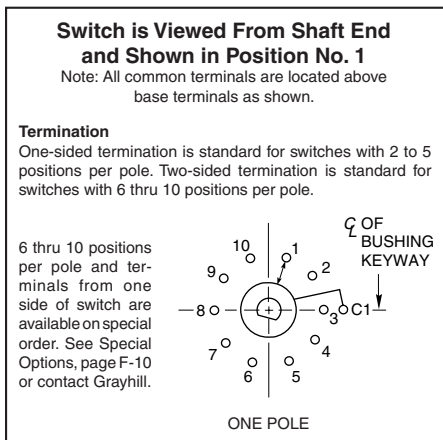 Switch is Viewed From Shaft End
and Shown in Position No. 1
Note: All common terminals are located above
base terminals as shown.
Termination
One-sided termination is standard for switches with 2 to 5
positions per pole. Two-sided termination is standard for
switches with 6 thru 10 positions per pole.
6 thru 10 positions
per pole and ter-
minals from one
side of switch are
available on special
order. See Special
Options, page F-10
or contact Grayhill.
℄ OF
BUSHING
KEYWAY
10
1
9
2
8
3
C1
7
4
6
5
ONE POLE